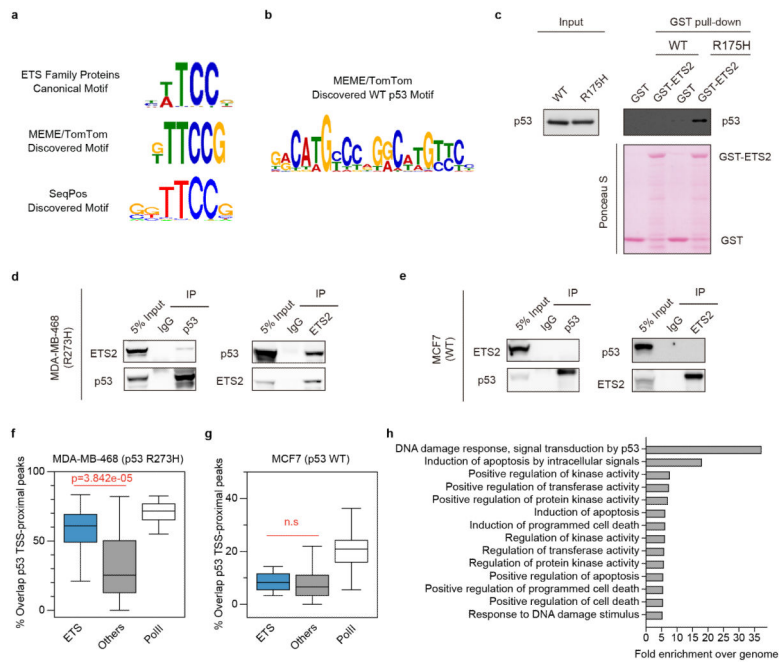 a
ETS Family Proteins
Canonical Motif
TTCC
MEME/TomTom
Discovered Motif
TTCCG
SeqPos
Discovered Motif
TTCCG
b
MEME/TomTom
Discovered WT p53 Motif
GACATGCCCGGGCATGTTC
c
Input
WT
R175H
p53
GST pull-down
WT
R175H
GST
GST-ETS2
GST
GST-ETS2
p53
Ponceau S
GST-ETS2
GST
d
MDA-MB-468
(R273H)
5% Input
IgG
IP
p53
ETS2
p53
5% Input
IgG
IP
ETS2
p53
ETS2
e
MCF7
(WT)
5% Input
IgG
IP
p53
ETS2
p53
5% Input
IgG
IP
ETS2
p53
ETS2
f
MDA-MB-468 (p53 R273H)
p=3.842e-05
% Overlap p53 TSS-proximal peaks
100
50
0
ETS
Others
PolII
g
MCF7 (p53 WT)
n.s
% Overlap p53 TSS-proximal peaks
40
20
0
ETS
Others
PolII
h
DNA damage response, signal transduction by p53
Induction of apoptosis by intracellular signals
Positive regulation of kinase activity
Positive regulation of transferase activity
Positive regulation of protein kinase activity
Induction of apoptosis
Induction of programmed cell death
Regulation of kinase activity
Regulation of transferase activity
Regulation of protein kinase activity
Positive regulation of apoptosis
Positive regulation of programmed cell death
Positive regulation of cell death
Response to DNA damage stimulus
0 5 10 15 20 25 30 35
Fold enrichment over genome